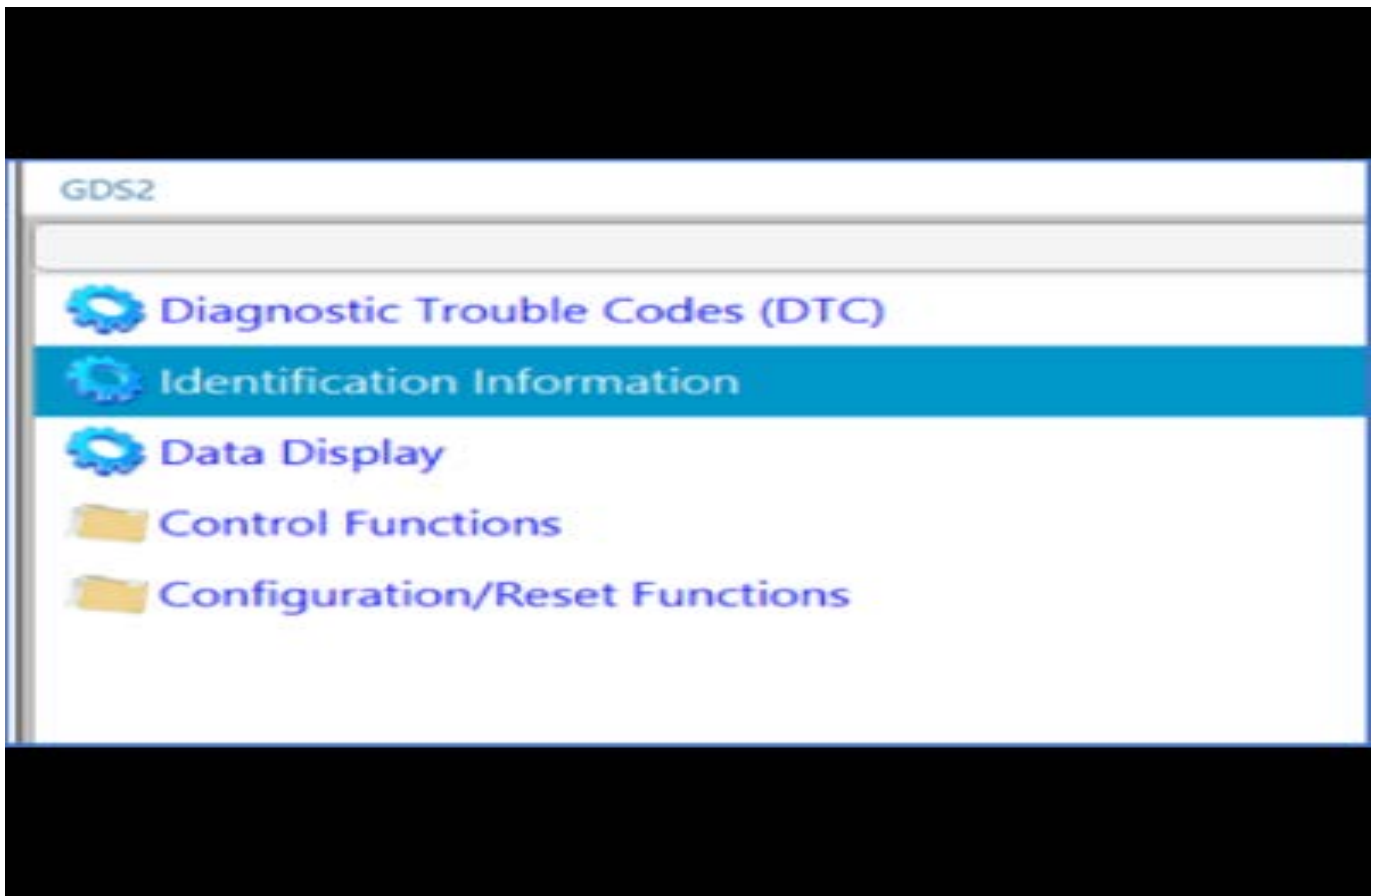 GDS2
Diagnostic Trouble Codes (DTC)
Identification Information
Data Display
Control Functions
Configuration/Reset Functions